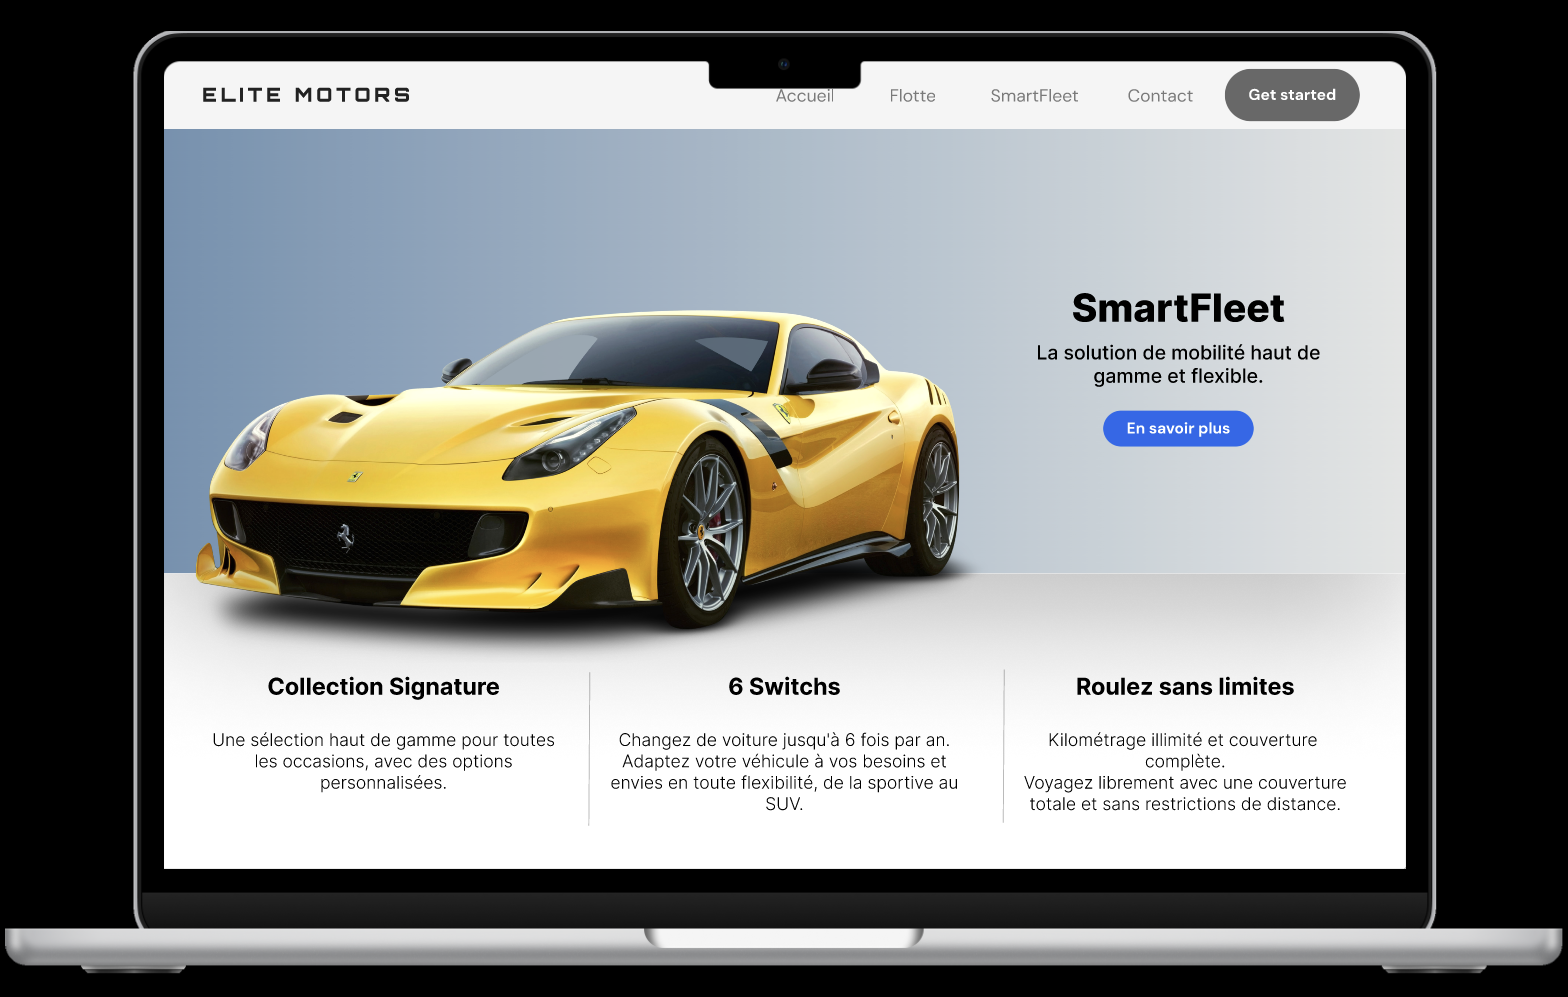 ELITE MOTORS
Accueil
Flotte
SmartFleet
Contact
Get started
SmartFleet
La solution de mobilité haut de
gamme et flexible.
En savoir plus
Collection Signature
Une sélection haut de gamme pour toutes
les occasions, avec des options
personnalisées.
6 Switchs
Changez de voiture jusqu'à 6 fois par an.
Adaptez votre véhicule à vos besoins et
envies en toute flexibilité, de la sportive au
SUV.
Roulez sans limites
Kilométrage illimité et couverture
complète.
Voyagez librement avec une couverture
totale et sans restrictions de distance.